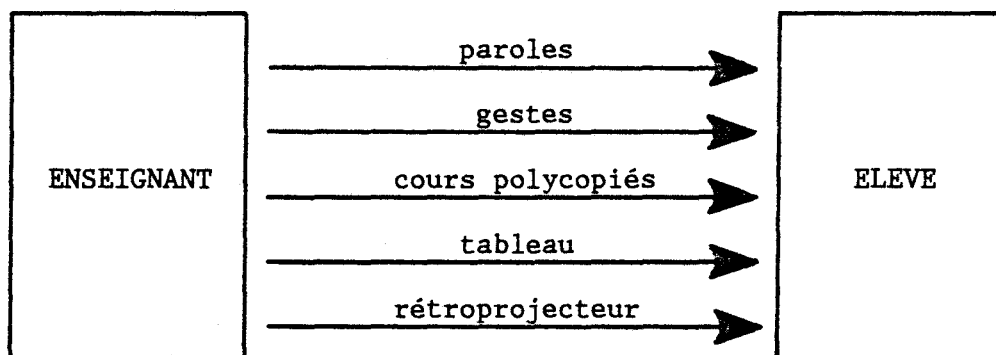 paroles
gestes
ENSEIGNANT cours polycopiés ELEVE
tableau
rétroprojecteur